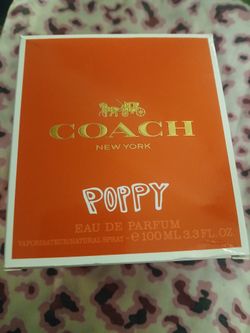 COACH
NEW YORK
POPPY
EAU DE PARFUM
VAPORISATEUR/NATURAL SPRAY - e 100 ML 3.3 FL. OZ